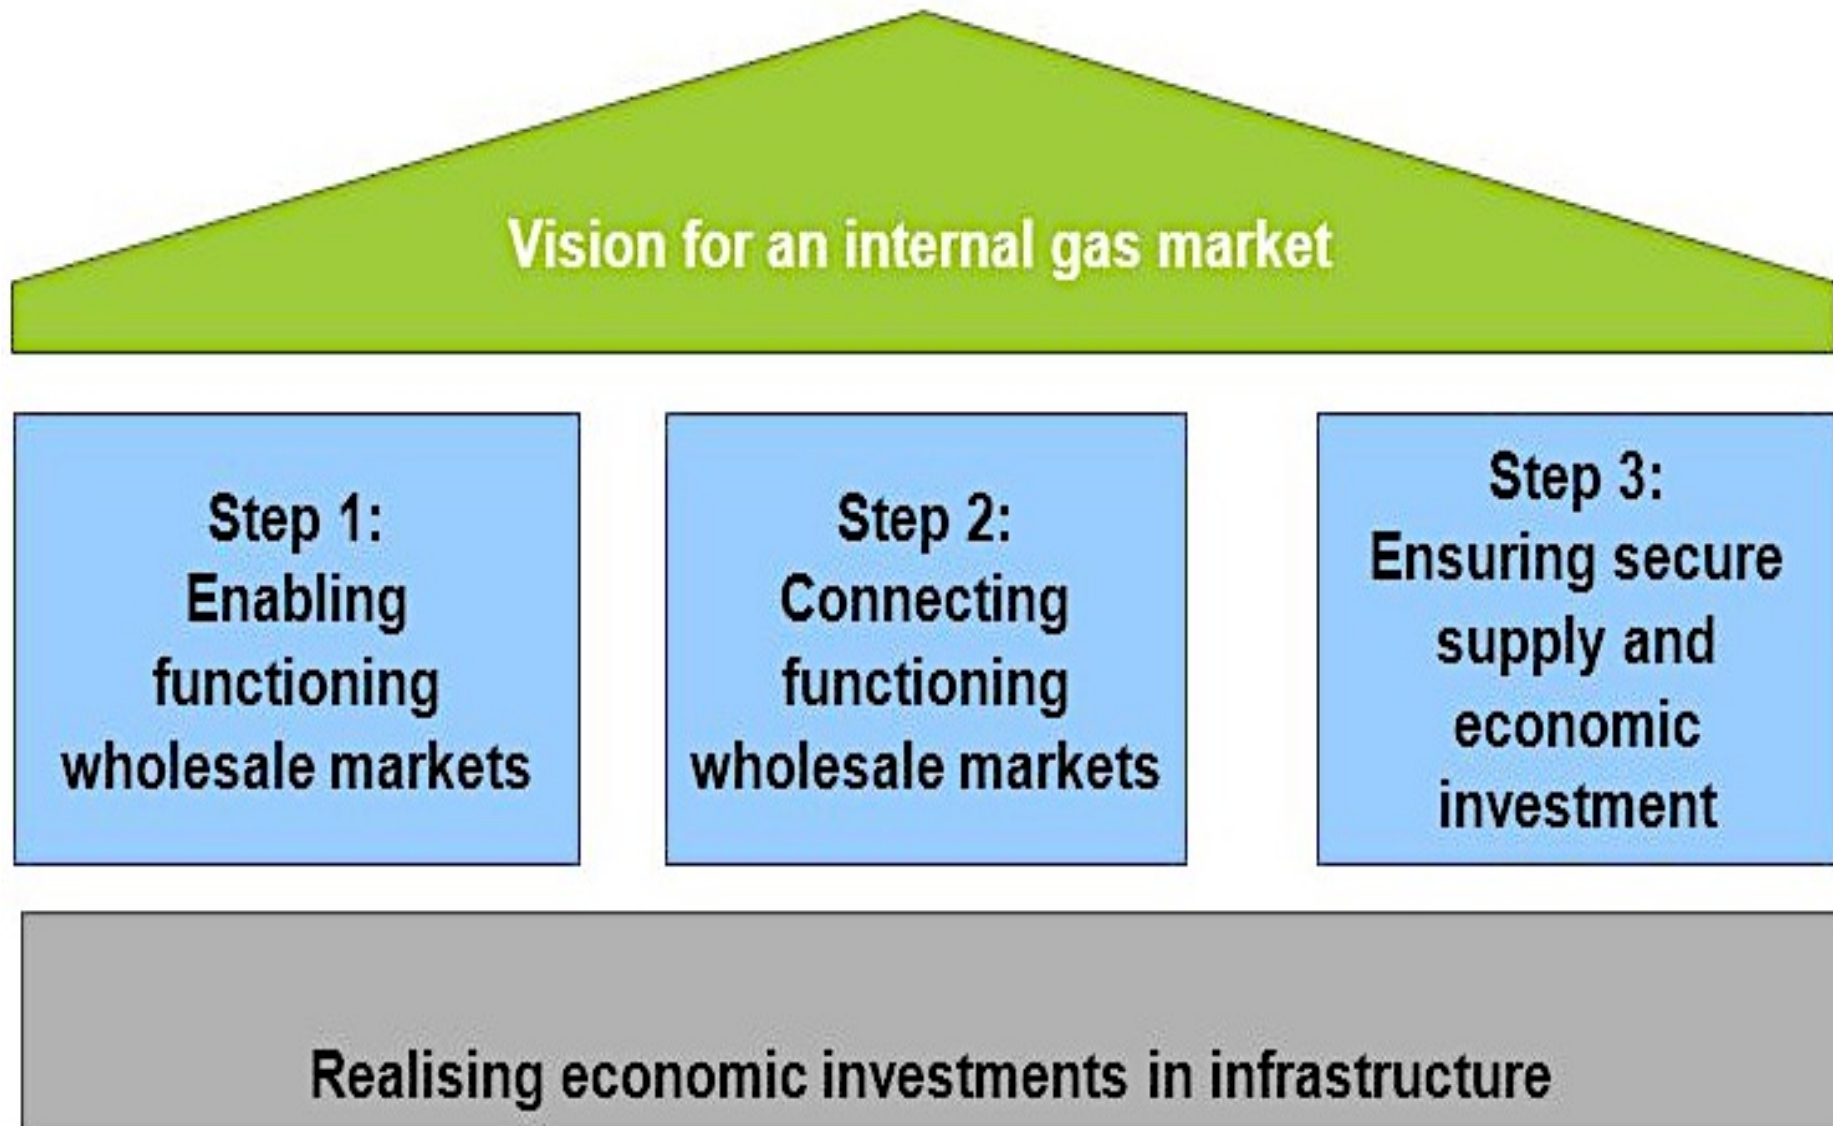 Vision for an internal gas market
Step 1:
Enabling
functioning
wholesale markets
Step 2:
Connecting
functioning
wholesale markets
Step 3:
Ensuring secure
supply and
economic
investment
Realising economic investments in infrastructure